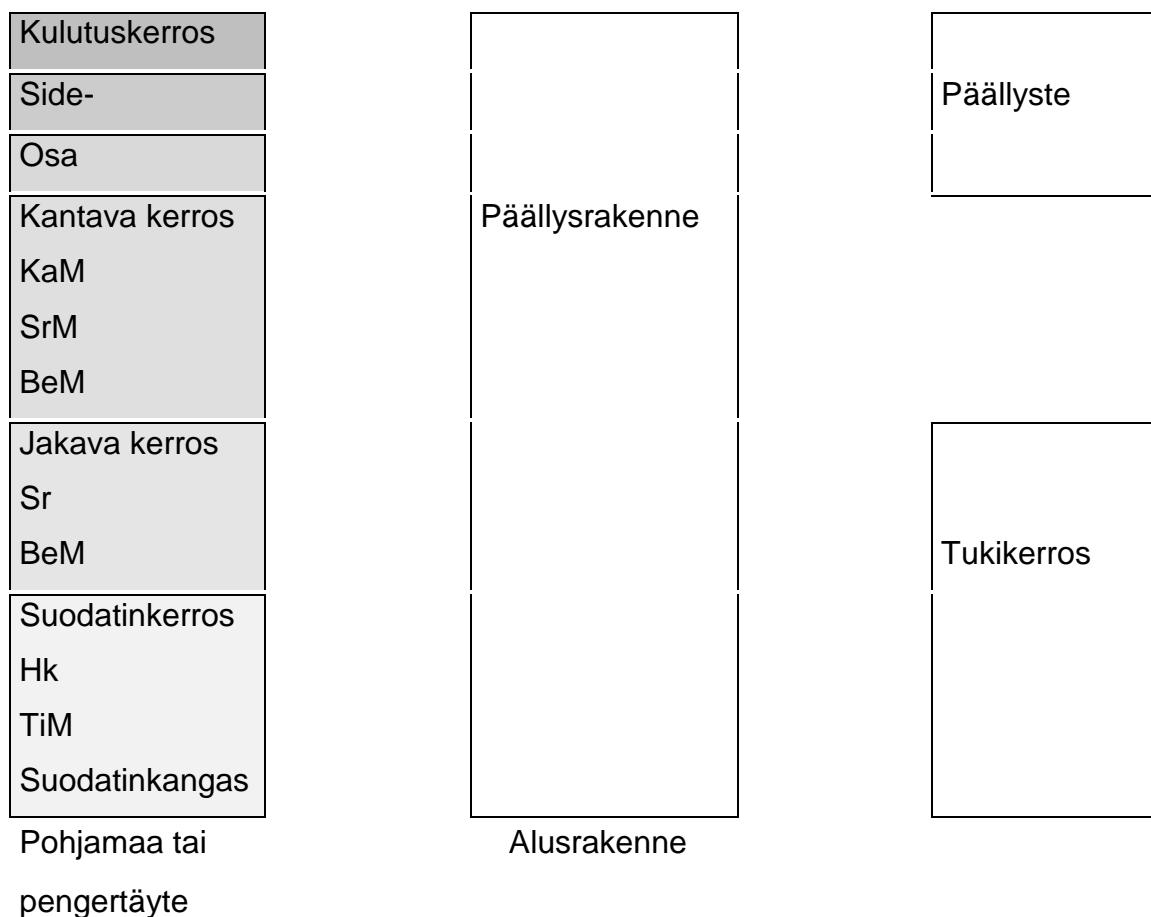 Kulutuskerros
Side-
Päällyste
Osa
Kantava kerros
Päällysrakenne
KaM
SrM
BeM
Jakava kerros
Sr
BeM
Tukikerros
Suodatinkerros
Hk
TiM
Suodatinkangas
Pohjamaa tai
Alusrakenne
pengertäyte